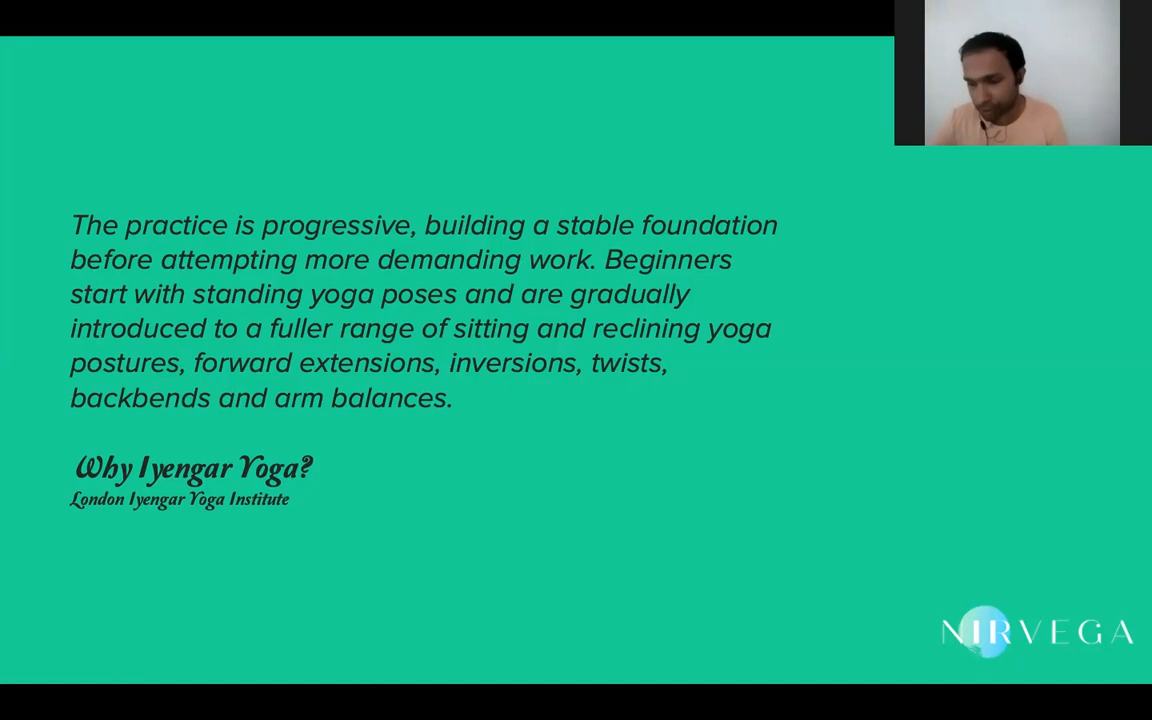 The practice is progressive, building a stable foundation
before attempting more demanding work. Beginners
start with standing yoga poses and are gradually
introduced to a fuller range of sitting and reclining yoga
postures, forward extensions, inversions, twists,
backbends and arm balances.
Why Iyengar Yoga?
London Iyengar Yoga Institute
NIRVEGA